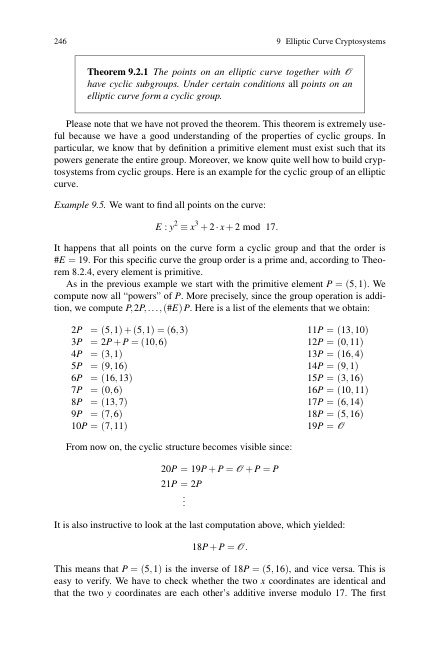 246 9 Elliptic Curve Cryptosystems
Theorem 9.2.1 The points on an elliptic curve together with 𝒪
have cyclic subgroups. Under certain conditions all points on an
elliptic curve form a cyclic group.
Please note that we have not proved the theorem. This theorem is extremely use-
ful because we have a good understanding of the properties of cyclic groups. In
particular, we know that by definition a primitive element must exist such that its
powers generate the entire group. Moreover, we know quite well how to build cryp-
tosystems from cyclic groups. Here is an example for the cyclic group of an elliptic
curve.
Example 9.5. We want to find all points on the curve:
E : y² ≡ x³ + 2 · x + 2 mod 17.
It happens that all points on the curve form a cyclic group and that the order is
#E = 19. For this specific curve the group order is a prime and, according to Theo-
rem 8.2.4, every element is primitive.
As in the previous example we start with the primitive element P = (5,1). We
compute now all “powers” of P. More precisely, since the group operation is addi-
tion, we compute P,2P,...,(#E)P. Here is a list of the elements that we obtain:
2P = (5,1) + (5,1) = (6,3) 11P = (13,10)
3P = 2P + P = (10,6) 12P = (0,11)
4P = (3,1) 13P = (16,4)
5P = (9,16) 14P = (9,1)
6P = (16,13) 15P = (3,16)
7P = (0,6) 16P = (10,11)
8P = (13,7) 17P = (6,14)
9P = (7,6) 18P = (5,16)
10P = (7,11) 19P = 𝒪
From now on, the cyclic structure becomes visible since:
20P = 19P + P = 𝒪 + P = P
21P = 2P
⋮
It is also instructive to look at the last computation above, which yielded:
18P + P = 𝒪.
This means that P = (5,1) is the inverse of 18P = (5,16), and vice versa. This is
easy to verify. We have to check whether the two x coordinates are identical and
that the two y coordinates are each other’s additive inverse modulo 17. The first